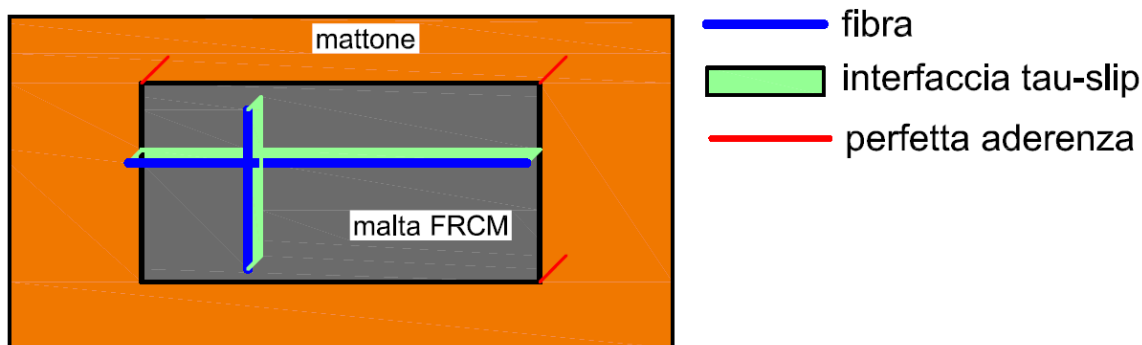 mattone
malta FRCM
fibra
interfaccia tau-slip
perfetta aderenza